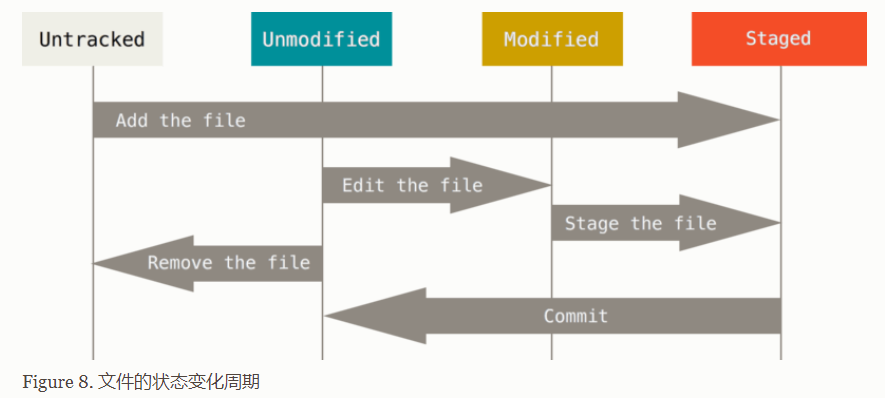 Untracked
Unmodified
Modified
Staged
Add the file
Edit the file
Stage the file
Remove the file
Commit
Figure 8. 文件的状态变化周期